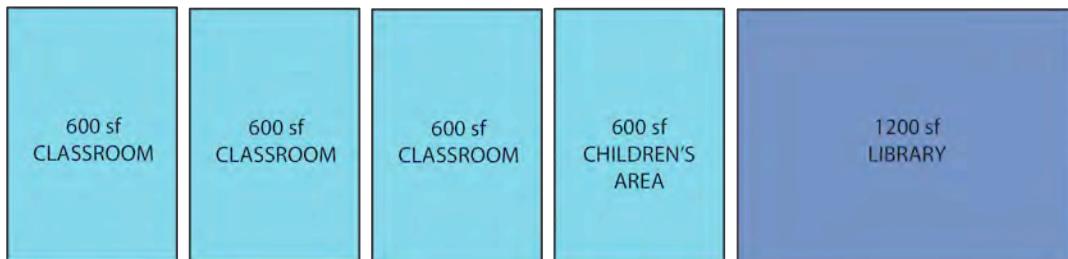 600 sf
CLASSROOM
600 sf
CLASSROOM
600 sf
CLASSROOM
600 sf
CHILDREN'S
AREA
1200 sf
LIBRARY